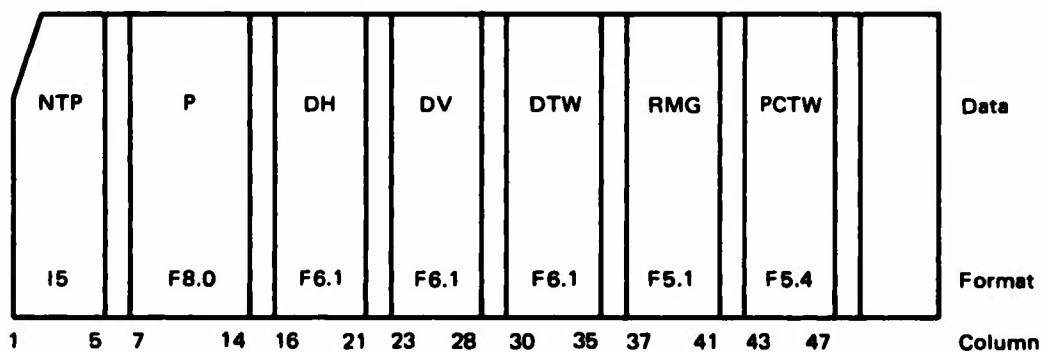 NTP P DH DV DTW RMG PCTW Data
I5 F8.0 F6.1 F6.1 F6.1 F5.1 F5.4 Format
1 5 7 14 16 21 23 28 30 35 37 41 43 47 Column